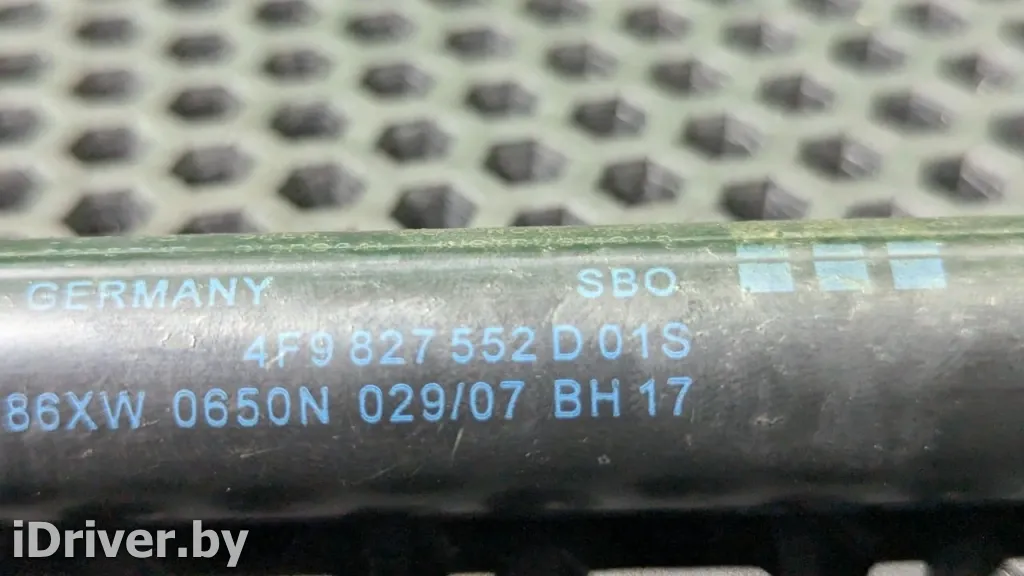 GERMANY SBO
4F9 827 552 D 01S
86XW 0650N 029/07 BH 17
iDriver.by